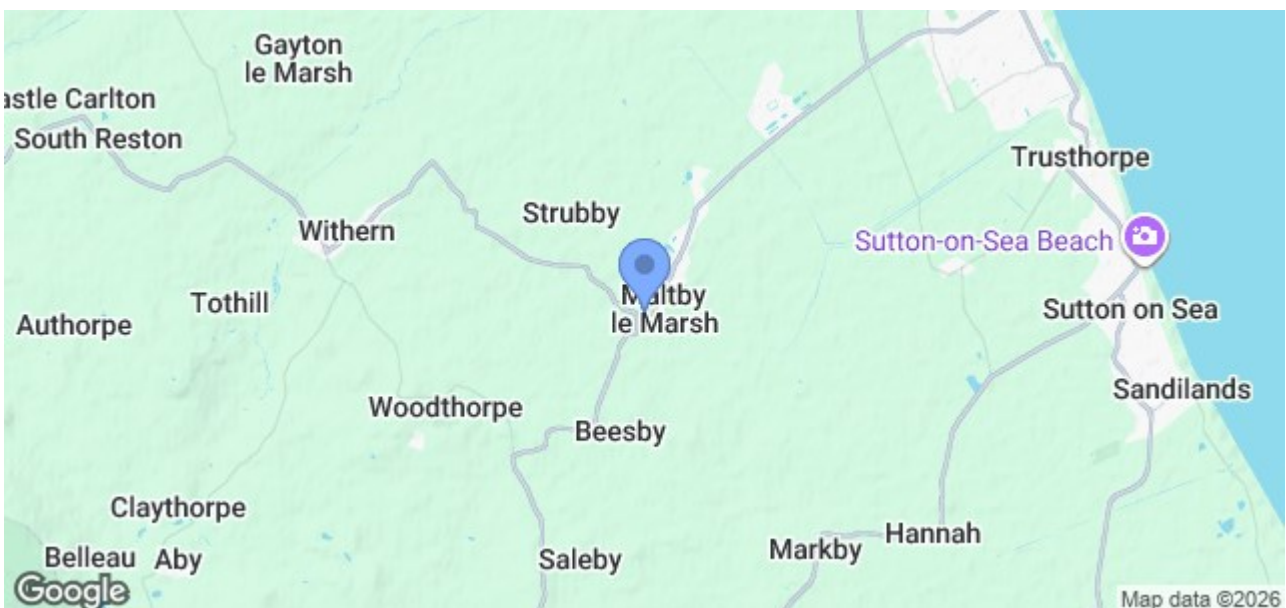 Gayton
le Marsh
astle Carlton
South Reston
Trusthorpe
Strubby
Withern
Sutton-on-Sea Beach
Tothill
Maltby
le Marsh
Authorpe
Sutton on Sea
Sandilands
Woodthorpe
Beesby
Claythorpe
Hannah
Markby
Belleau
Aby
Saleby
Google
Map data ©2026